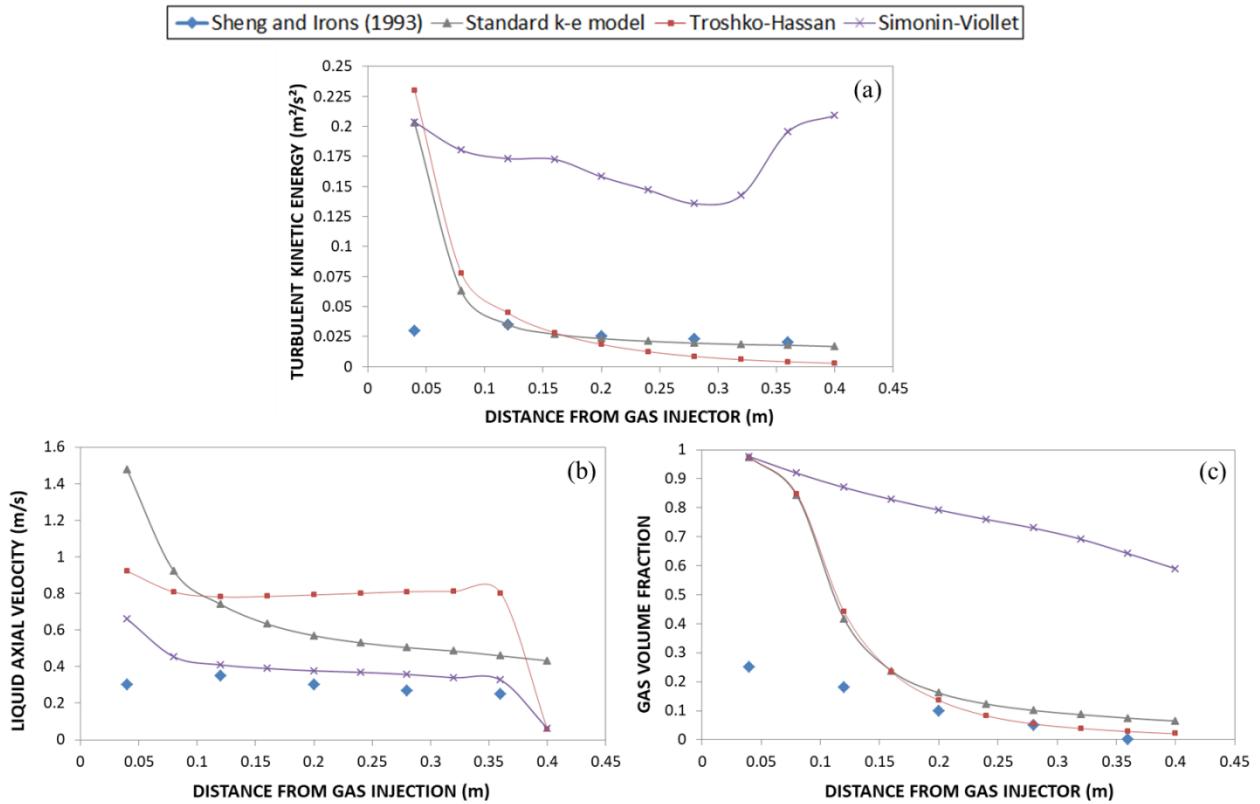 Sheng and Irons (1993) Standard k-e model Troshko-Hassan Simonin-Viollet
(a)
TURBULENT KINETIC ENERGY (m²/s²)
0.25
0.225
0.2
0.175
0.15
0.125
0.1
0.075
0.05
0.025
0
0 0.05 0.1 0.15 0.2 0.25 0.3 0.35 0.4 0.45
DISTANCE FROM GAS INJECTOR (m)
(b)
LIQUID AXIAL VELOCITY (m/s)
1.6
1.4
1.2
1
0.8
0.6
0.4
0.2
0
0 0.05 0.1 0.15 0.2 0.25 0.3 0.35 0.4 0.45
DISTANCE FROM GAS INJECTION (m)
(c)
GAS VOLUME FRACTION
1
0.9
0.8
0.7
0.6
0.5
0.4
0.3
0.2
0.1
0
0 0.05 0.1 0.15 0.2 0.25 0.3 0.35 0.4 0.45
DISTANCE FROM GAS INJECTOR (m)